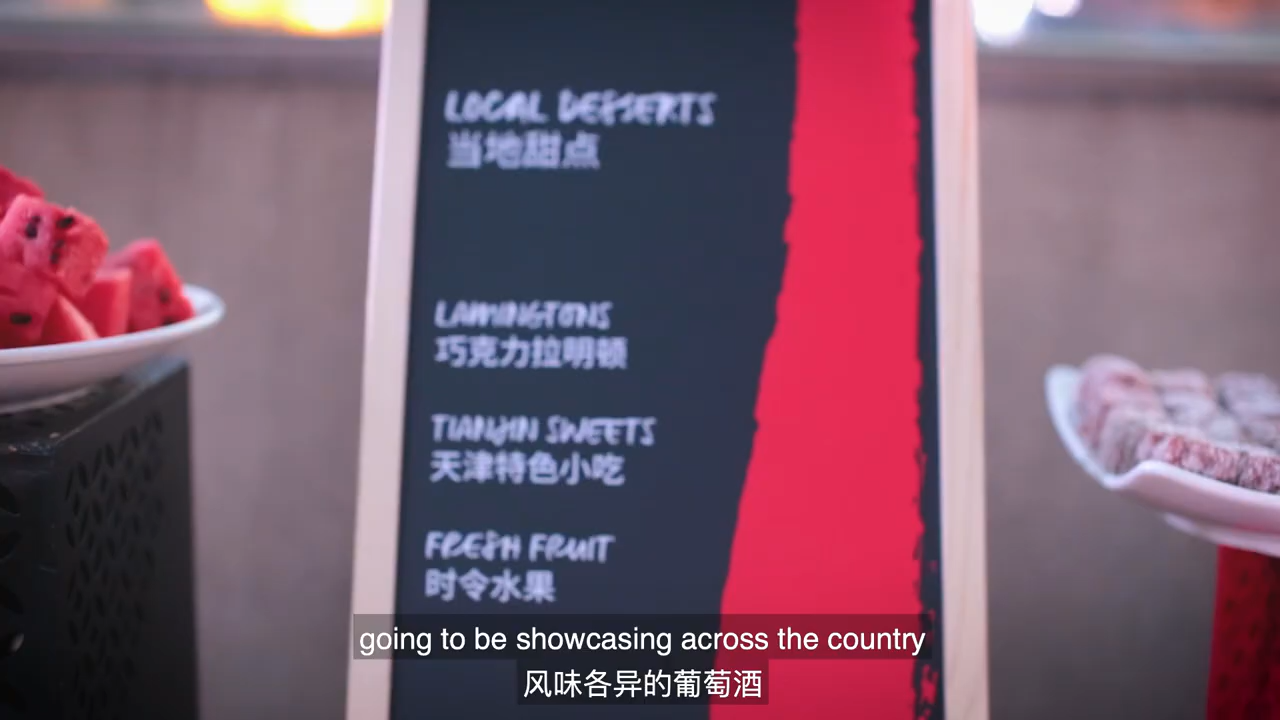 LOCAL DESSERTS
当地甜点
LAMINGTONS
巧克力拉明顿
TIANJIN SWEETS
天津特色小吃
FRESH FRUIT
时令水果
going to be showcasing across the country
风味各异的葡萄酒